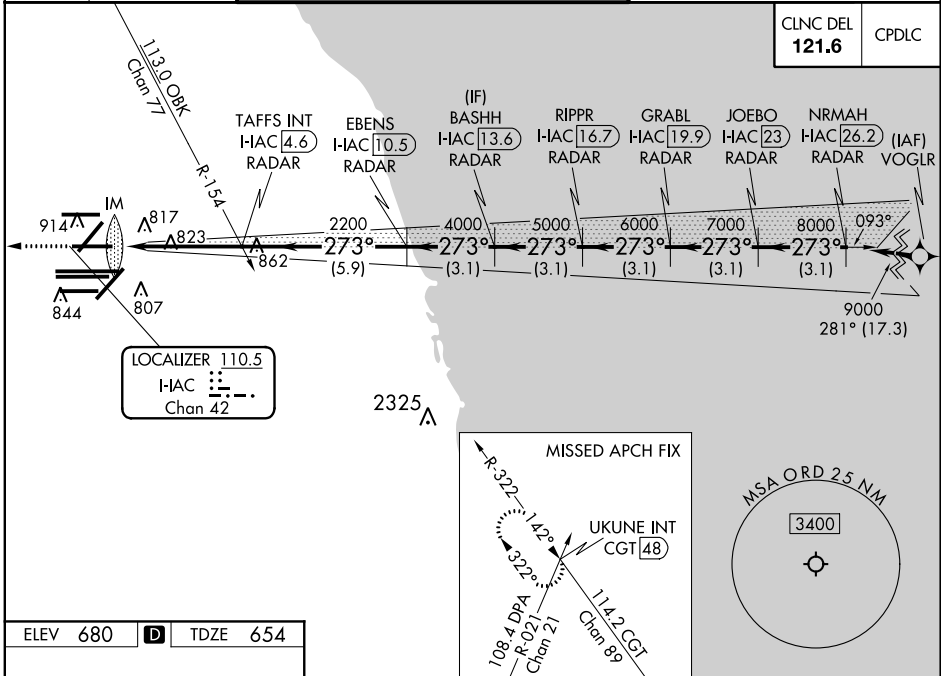 CLNC DEL
121.6
CPDLC
113.0 OBK
Chan 77
R-154
TAFFS INT
I-IAC 4.6
RADAR
EBENS
I-IAC 10.5
RADAR
(IF)
BASHH
I-IAC 13.6
RADAR
RIPPR
I-IAC 16.7
RADAR
GRABL
I-IAC 19.9
RADAR
JOEBO
I-IAC 23
RADAR
NRMAH
I-IAC 26.2
RADAR
(IAF)
VOGLR
IM
914
817
823
862
2200
4000
5000
6000
7000
8000
093°
273°
273°
273°
273°
273°
273°
(5.9)
(3.1)
(3.1)
(3.1)
(3.1)
(3.1)
9000
281° (17.3)
844
807
LOCALIZER 110.5
I-IAC
Chan 42
2325
MISSED APCH FIX
R-322
142°
322°
UKUNE INT
CGT 48
108.4 DPA
R-021
Chan 21
114.2 CGT
Chan 89
MSA ORD 25 NM
3400
ELEV 680 D TDZE 654